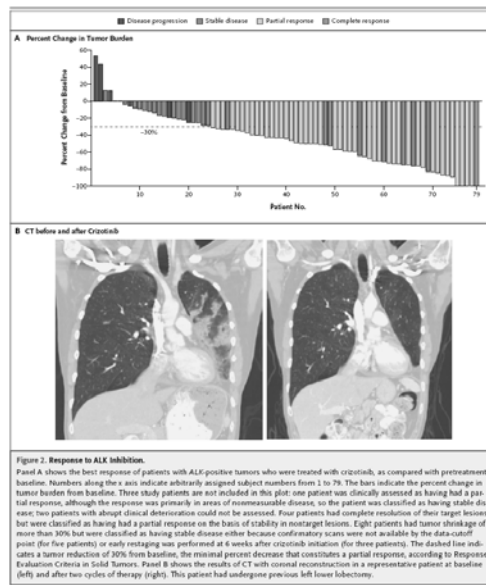 Disease progression Stable disease Partial response Complete response
A Percent Change in Tumor Burden
60
40
20
0
−20
−40
−60
−80
−100
−30%
Percent Change from Baseline
10 20 30 40 50 60 70 79
Patient No.
B CT before and after Crizotinib
Figure 2. Response to ALK Inhibition.
Panel A shows the best response of patients with ALK-positive tumors who were treated with crizotinib, as compared with pretreatment
baseline. Numbers along the x axis indicate arbitrarily assigned subject numbers from 1 to 79. The bars indicate the percent change in
tumor burden from baseline. Three study patients are not included in this plot: one patient was clinically assessed as having had a par-
tial response, although the response was primarily in areas of nonmeasurable disease, so the patient was classified as having stable dis
ease; two patients with abrupt clinical deterioration could not be assessed. Four patients had complete resolution of their target lesions
but were classified as having had a partial response on the basis of stability in nontarget lesions. Eight patients had tumor shrinkage of
more than 30% but were classified as having stable disease either because confirmatory scans were not available by the data-cutoff
point (for five patients) or early restaging was performed at 6 weeks after crizotinib initiation (for three patients). The dashed line indi-
cates a tumor reduction of 30% from baseline, the minimal percent decrease that constitutes a partial response, according to Response
Evaluation Criteria in Solid Tumors. Panel B shows the results of CT with coronal reconstruction in a representative patient at baseline
(left) and after two cycles of therapy (right). This patient had undergone previous left lower lobectomy.